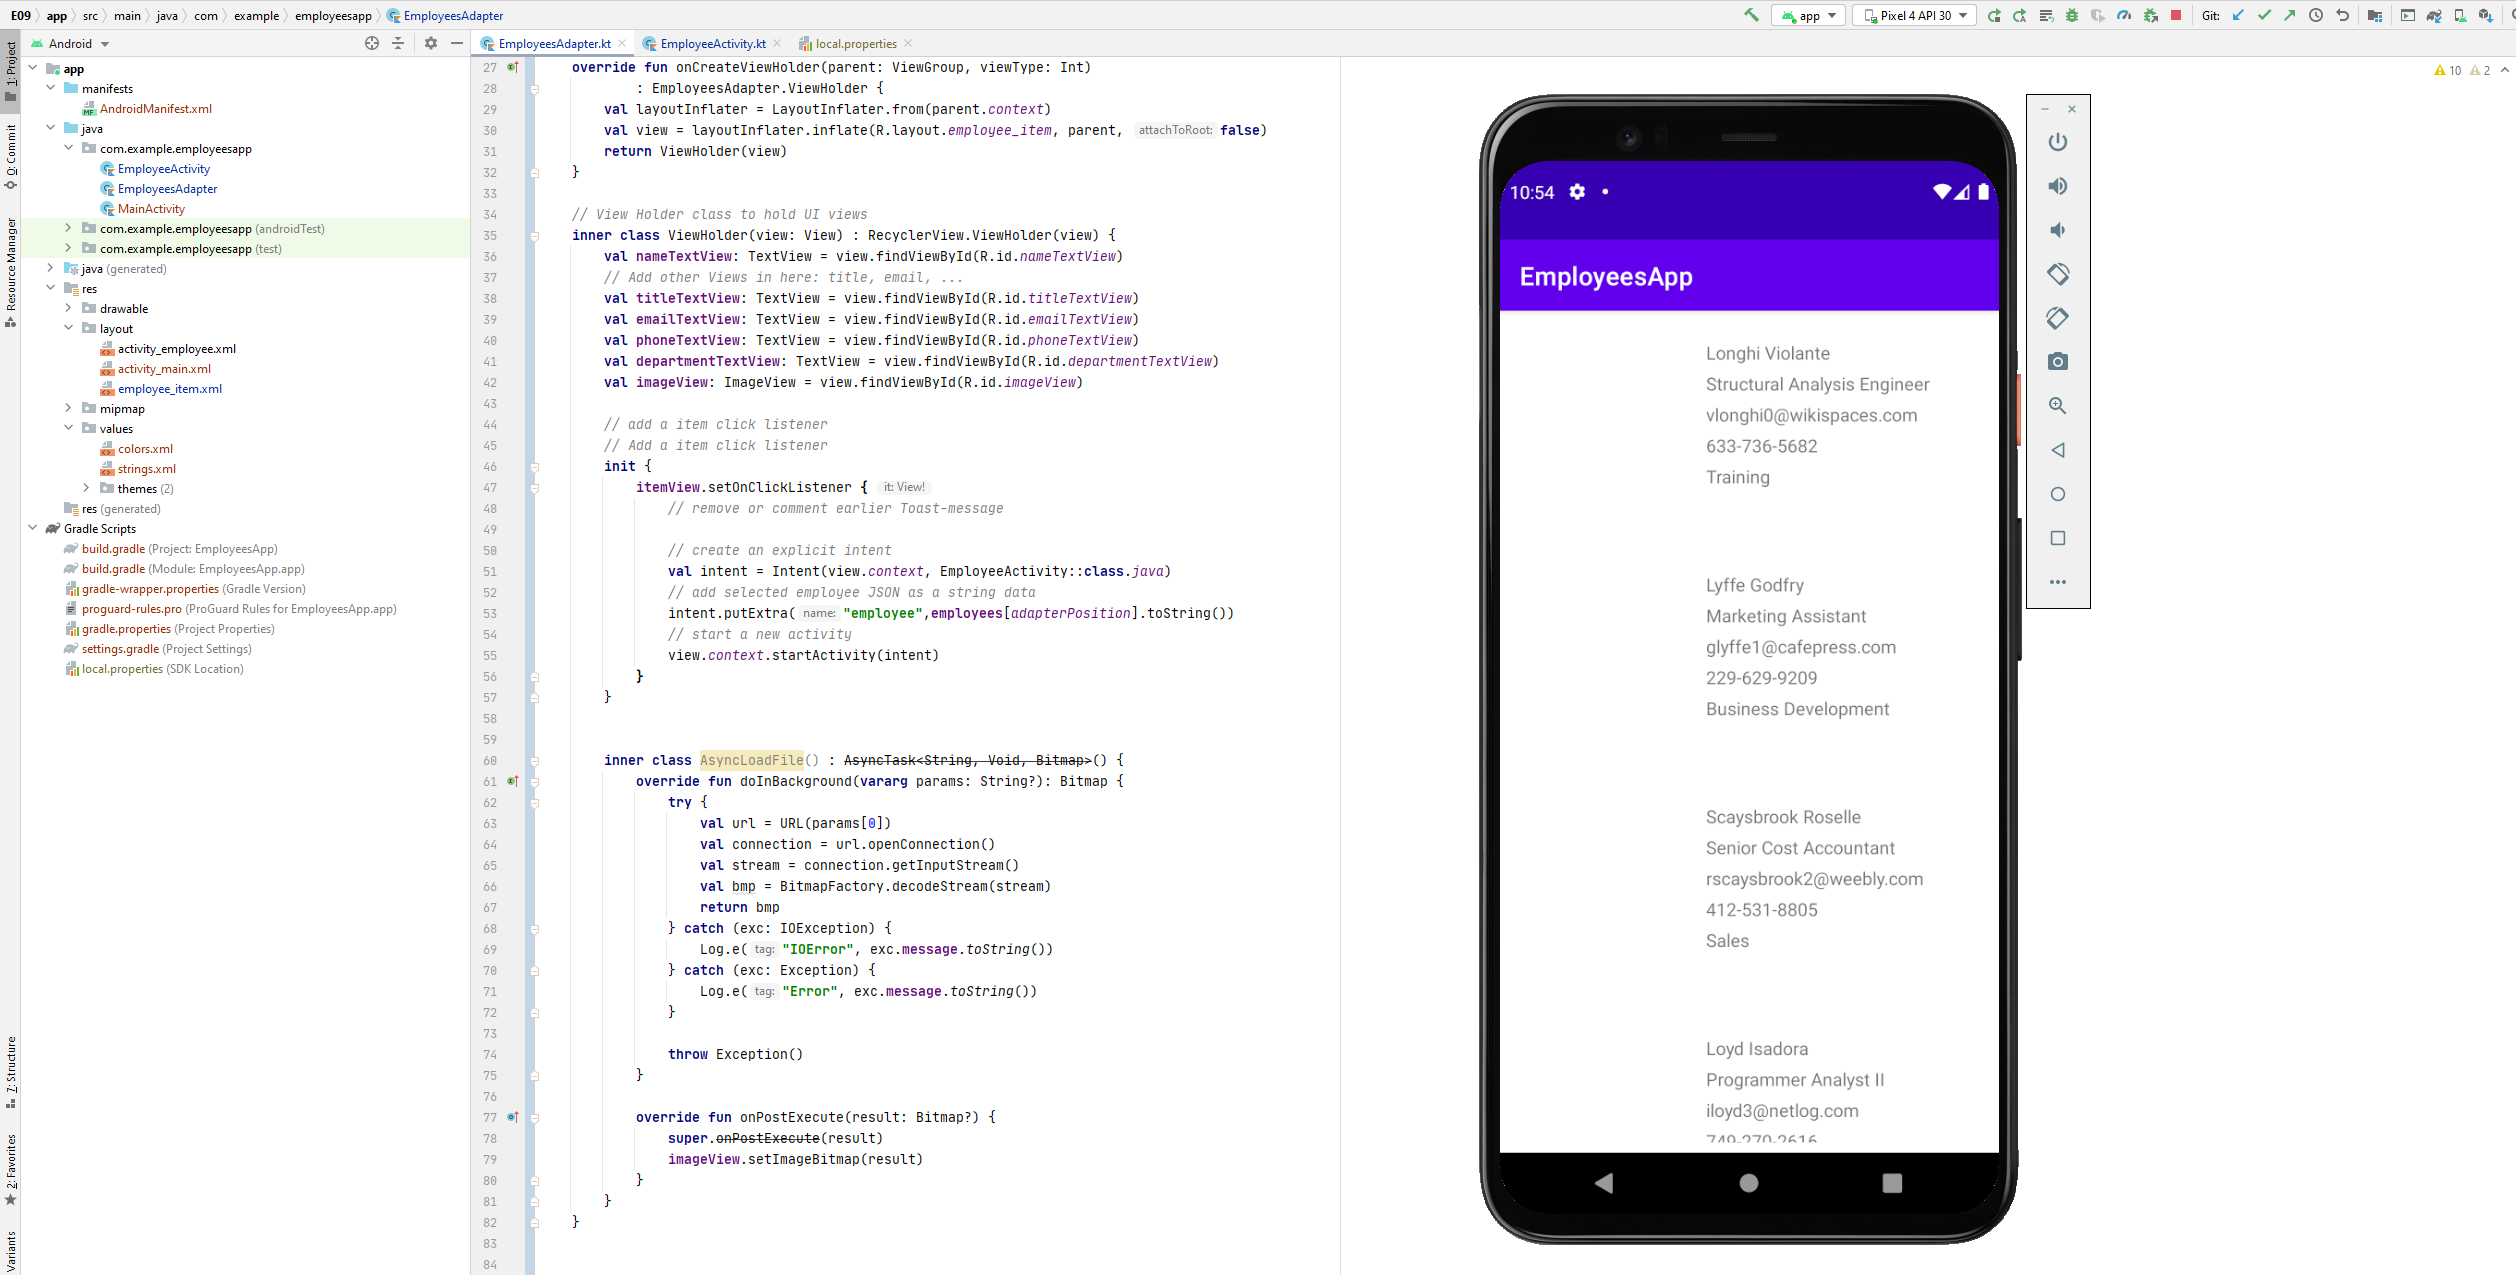 E09 app src main java com example employeesapp EmployeesAdapter
app Pixel 4 API 30 Git:
Android
EmployeesAdapter.kt EmployeeActivity.kt local.properties
1: Project
0: Commit
Resource Manager
7: Structure
2: Favorites
Variants
app
manifests
AndroidManifest.xml
java
com.example.employeesapp
EmployeeActivity
EmployeesAdapter
MainActivity
com.example.employeesapp (androidTest)
com.example.employeesapp (test)
java (generated)
res
drawable
layout
activity_employee.xml
activity_main.xml
employee_item.xml
mipmap
values
colors.xml
strings.xml
themes (2)
res (generated)
Gradle Scripts
build.gradle (Project: EmployeesApp)
build.gradle (Module: EmployeesApp.app)
gradle-wrapper.properties (Gradle Version)
proguard-rules.pro (ProGuard Rules for EmployeesApp.app)
gradle.properties (Project Properties)
settings.gradle (Project Settings)
local.properties (SDK Location)
10 2
27 override fun onCreateViewHolder(parent: ViewGroup, viewType: Int)
28 : EmployeesAdapter.ViewHolder {
29 val layoutInflater = LayoutInflater.from(parent.context)
30 val view = layoutInflater.inflate(R.layout.employee_item, parent, attachToRoot: false)
31 return ViewHolder(view)
32 }
33
34 // View Holder class to hold UI views
35 inner class ViewHolder(view: View) : RecyclerView.ViewHolder(view) {
36 val nameTextView: TextView = view.findViewById(R.id.nameTextView)
37 // Add other Views in here: title, email, ...
38 val titleTextView: TextView = view.findViewById(R.id.titleTextView)
39 val emailTextView: TextView = view.findViewById(R.id.emailTextView)
40 val phoneTextView: TextView = view.findViewById(R.id.phoneTextView)
41 val departmentTextView: TextView = view.findViewById(R.id.departmentTextView)
42 val imageView: ImageView = view.findViewById(R.id.imageView)
43
44 // add a item click listener
45 // Add a item click listener
46 init {
47 itemView.setOnClickListener { it: View!
48 // remove or comment earlier Toast-message
49
50 // create an explicit intent
51 val intent = Intent(view.context, EmployeeActivity::class.java)
52 // add selected employee JSON as a string data
53 intent.putExtra( name: "employee",employees[adapterPosition].toString())
54 // start a new activity
55 view.context.startActivity(intent)
56 }
57 }
58
59
60 inner class AsyncLoadFile() : AsyncTask<String, Void, Bitmap>() {
61 override fun doInBackground(vararg params: String?): Bitmap {
62 try {
63 val url = URL(params[0])
64 val connection = url.openConnection()
65 val stream = connection.getInputStream()
66 val bmp = BitmapFactory.decodeStream(stream)
67 return bmp
68 } catch (exc: IOException) {
69 Log.e( tag: "IOError", exc.message.toString())
70 } catch (exc: Exception) {
71 Log.e( tag: "Error", exc.message.toString())
72 }
73
74 throw Exception()
75 }
76
77 override fun onPostExecute(result: Bitmap?) {
78 super.onPostExecute(result)
79 imageView.setImageBitmap(result)
80 }
81 }
82 }
83
84
10:54
EmployeesApp
Longhi Violante
Structural Analysis Engineer
vlonghi0@wikispaces.com
633-736-5682
Training
Lyffe Godfry
Marketing Assistant
glyffe1@cafepress.com
229-629-9209
Business Development
Scaysbrook Roselle
Senior Cost Accountant
rscaysbrook2@weebly.com
412-531-8805
Sales
Loyd Isadora
Programmer Analyst II
iloyd3@netlog.com
749-270-2616